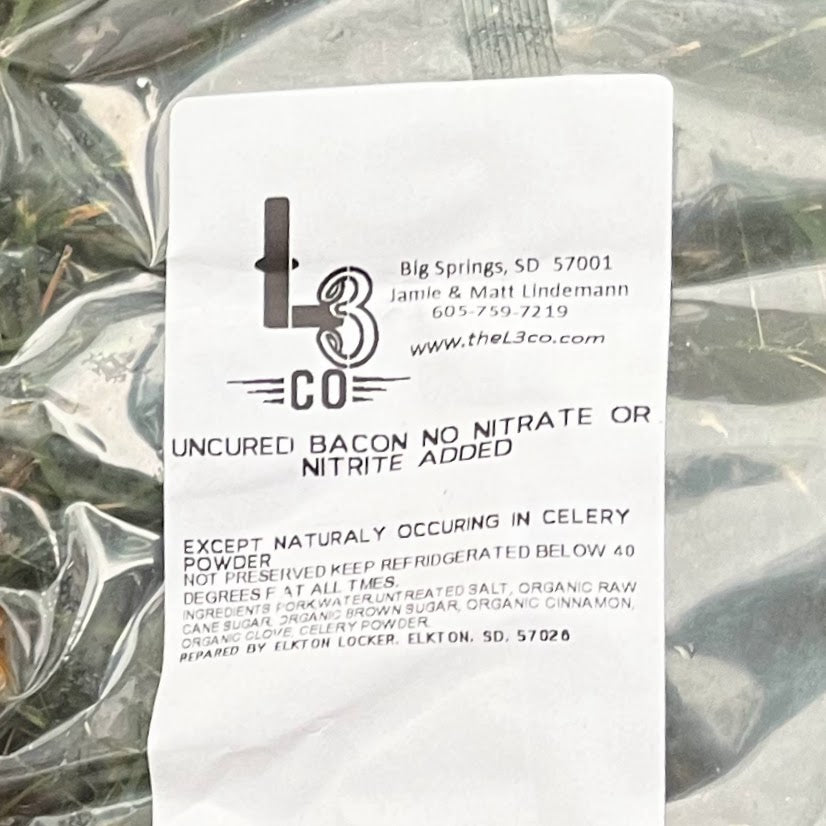 L3
CO
Big Springs, SD 57001
Jamie & Matt Lindemann
605-759-7219
www.theL3co.com
UNCURED BACON NO NITRATE OR
NITRITE ADDED
EXCEPT NATURALY OCCURING IN CELERY
POWDER
NOT PRESERVED KEEP REFRIDGERATED BELOW 40
DEGREES F AT ALL TMES.
INGREDIENTS PORK,WATER,UNTREATED SALT, ORGANIC RAW
CANE SUGAR, ORGANIC BROWN SUGAR, ORGANIC CINNAMON,
ORGANIC CLOVE, CELERY POWDER
REPARED BY ELKTON LOCKER. ELKTON, SD. 57026